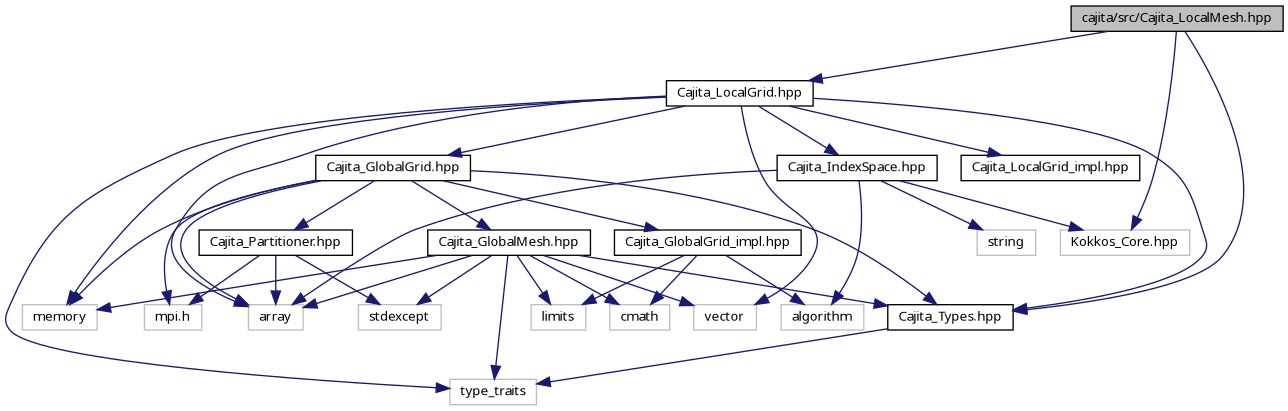 cajita/src/Cajita_LocalMesh.hpp
Cajita_LocalGrid.hpp
Cajita_GlobalGrid.hpp
Cajita_IndexSpace.hpp
Cajita_LocalGrid_impl.hpp
Cajita_Partitioner.hpp
Cajita_GlobalMesh.hpp
Cajita_GlobalGrid_impl.hpp
string
Kokkos_Core.hpp
memory
mpi.h
array
stdexcept
limits
cmath
vector
algorithm
Cajita_Types.hpp
type_traits